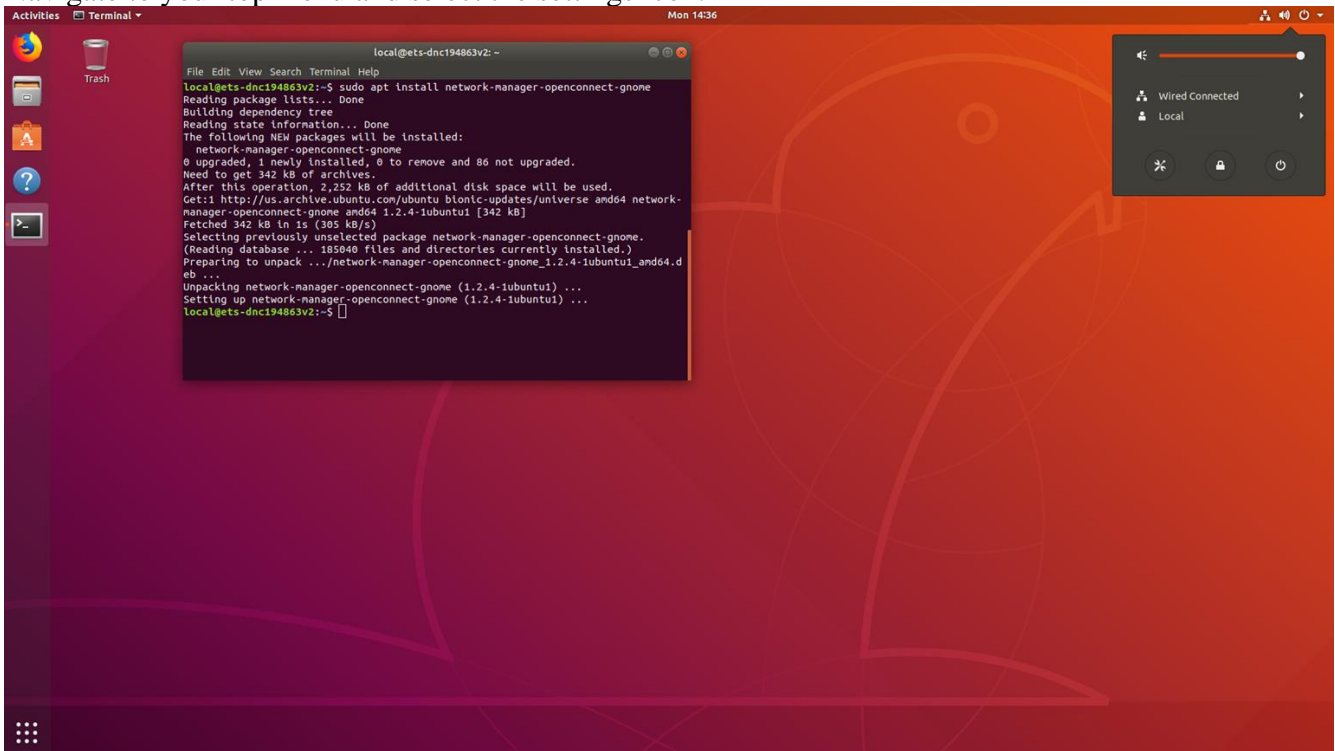 Activities Terminal Mon 14:36
Trash
local@ets-dnc194863v2: ~
File Edit View Search Terminal Help
local@ets-dnc194863v2:~$ sudo apt install network-manager-openconnect-gnome
Reading package lists... Done
Building dependency tree
Reading state information... Done
The following NEW packages will be installed:
network-manager-openconnect-gnome
0 upgraded, 1 newly installed, 0 to remove and 86 not upgraded.
Need to get 342 kB of archives.
After this operation, 2,252 kB of additional disk space will be used.
Get:1 http://us.archive.ubuntu.com/ubuntu bionic-updates/universe amd64 network-
manager-openconnect-gnome amd64 1.2.4-1ubuntu1 [342 kB]
Fetched 342 kB in 1s (305 kB/s)
Selecting previously unselected package network-manager-openconnect-gnome.
(Reading database ... 185040 files and directories currently installed.)
Preparing to unpack .../network-manager-openconnect-gnome_1.2.4-1ubuntu1_amd64.d
eb ...
Unpacking network-manager-openconnect-gnome (1.2.4-1ubuntu1) ...
Setting up network-manager-openconnect-gnome (1.2.4-1ubuntu1) ...
local@ets-dnc194863v2:~$
Wired Connected
Local